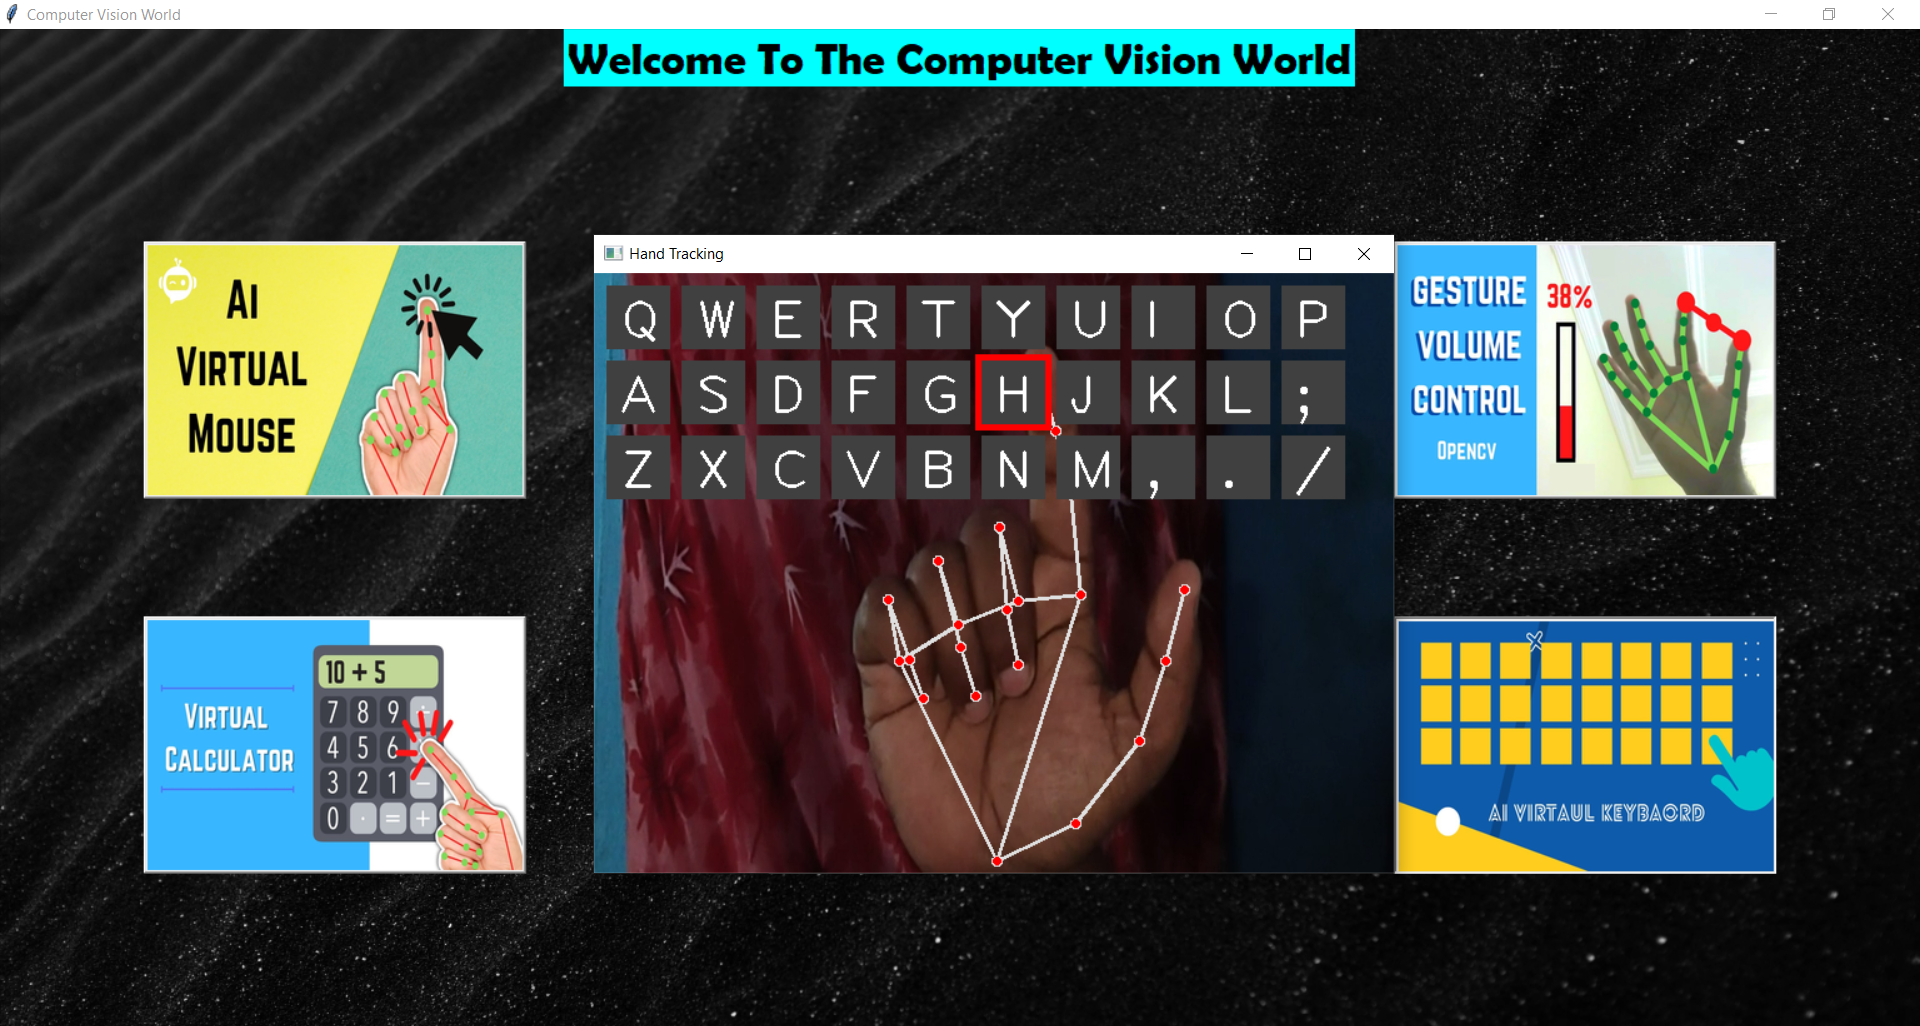 Computer Vision World
Welcome To The Computer Vision World
AI
VIRTUAL
MOUSE
Hand Tracking
Q W E R T Y U I O P
A S D F G H J K L ;
Z X C V B N M , . /
GESTURE
VOLUME
CONTROL
OPENCV
38%
VIRTUAL
CALCULATOR
10 + 5
7 8 9 ÷
4 5 6
3 2 1 −
0 . = +
AI VIRTAUL KEYBAORD